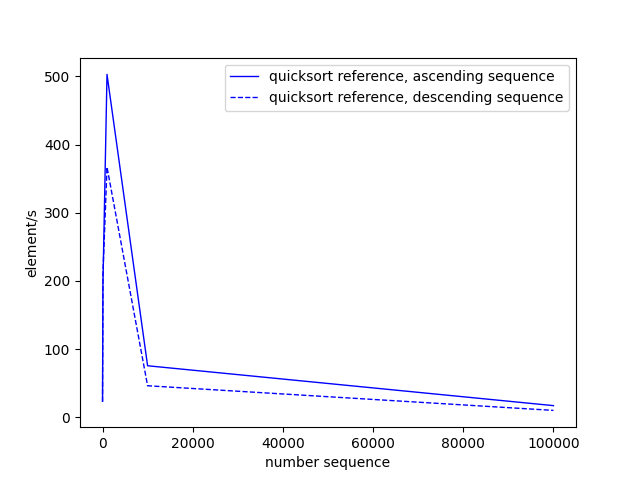 quicksort reference, ascending sequence
quicksort reference, descending sequence
500
400
300
200
100
0
element/s
0 20000 40000 60000 80000 100000
number sequence